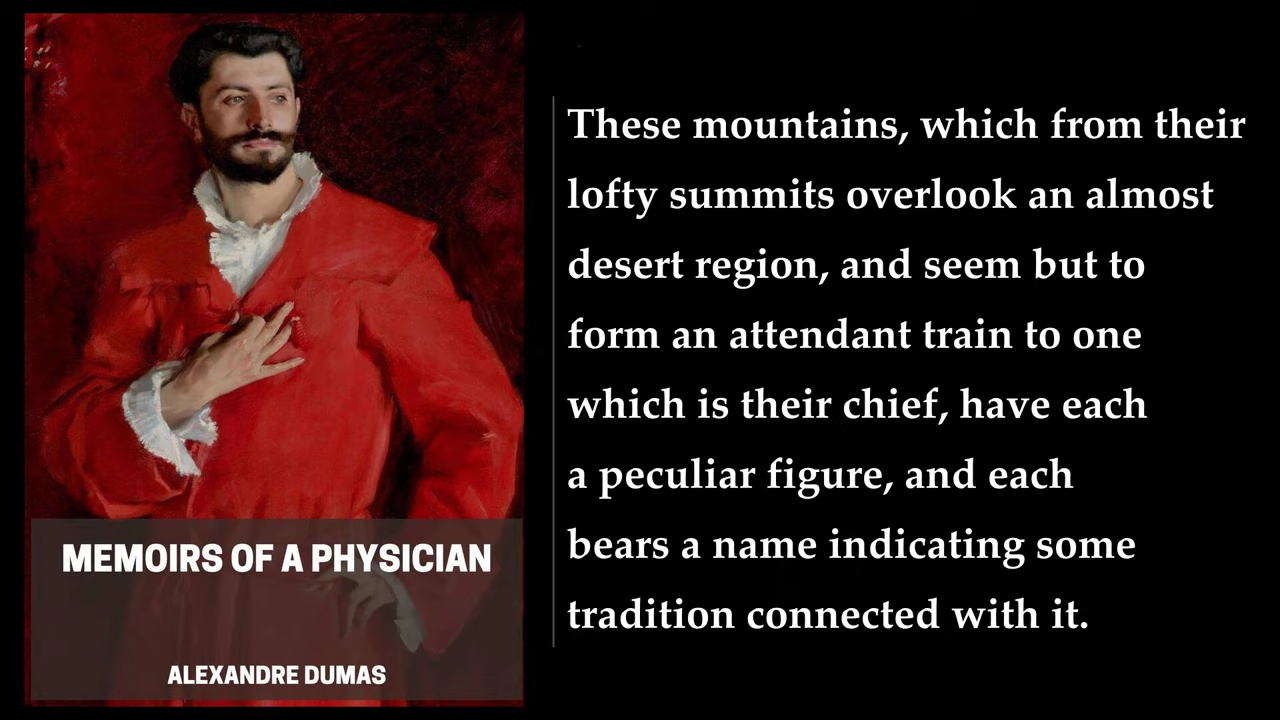 MEMOIRS OF A PHYSICIAN
ALEXANDRE DUMAS
These mountains, which from their
lofty summits overlook an almost
desert region, and seem but to
form an attendant train to one
which is their chief, have each
a peculiar figure, and each
bears a name indicating some
tradition connected with it.